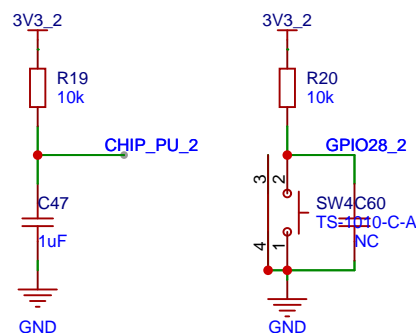 3V3_2
3V3_2
R19
10k
R20
10k
CHIP_PU_2
GPIO28_2
3
2
C47
1uF
SW4
C60
TS-1010-C-A
NC
4
1
GND
GND